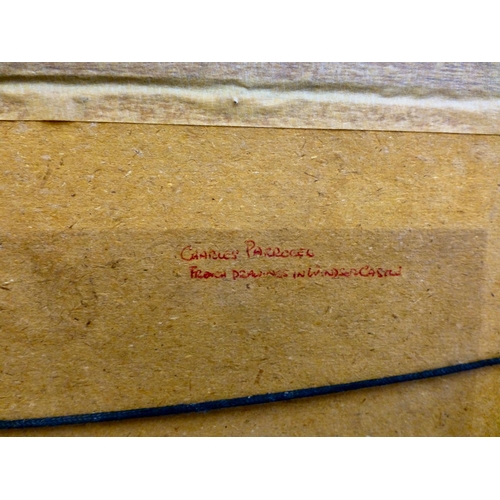 CHARLES PARROCEL
FRENCH DRAWINGS IN WINDSOR CASTLE